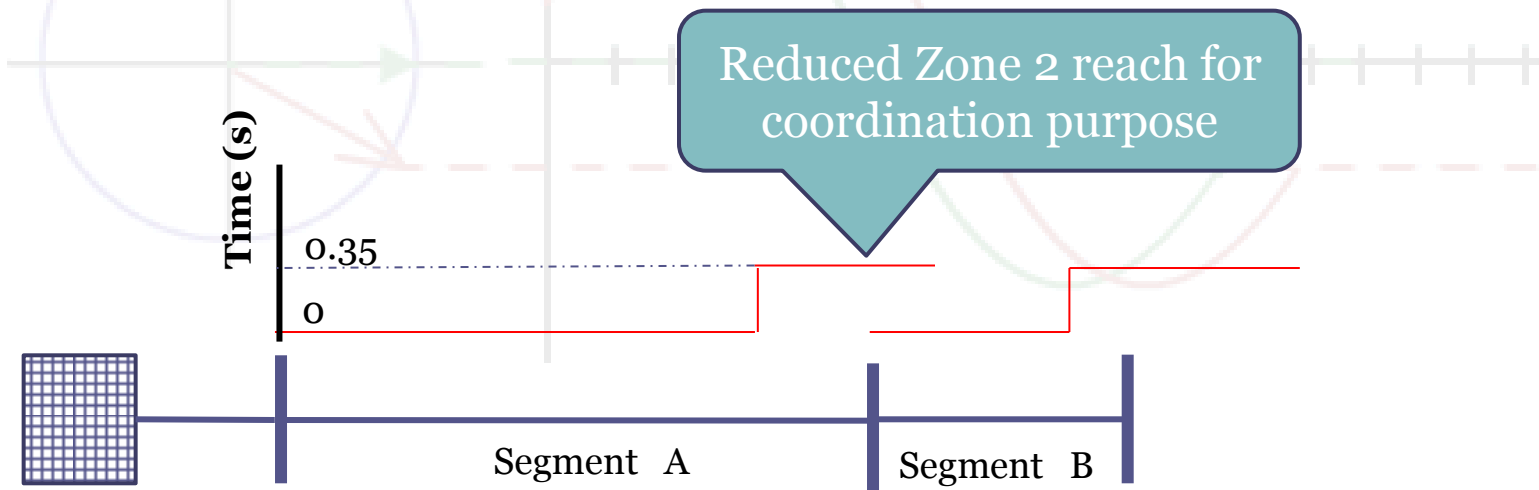 Reduced Zone 2 reach for
coordination purpose
Time (s)
0.35
0
Segment A
Segment B